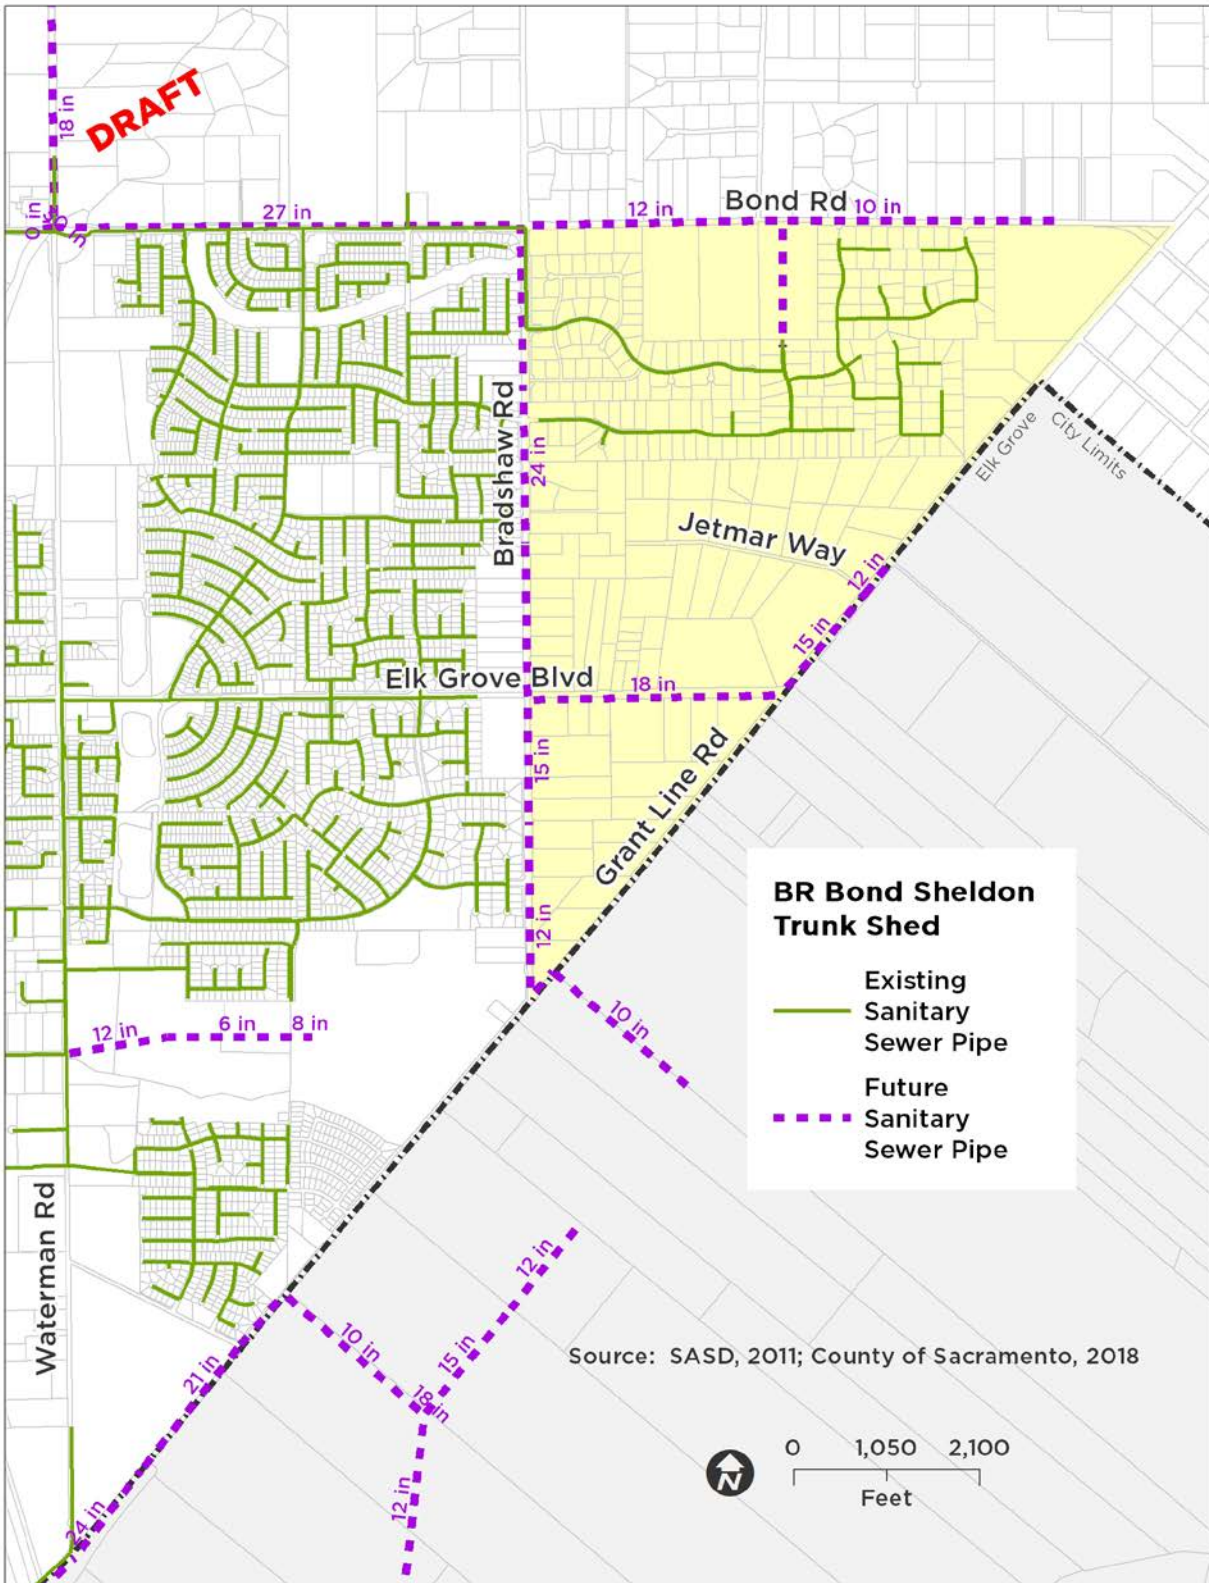 18 in
DRAFT
0 in
27 in
12 in
Bond Rd
10 in
Bradshaw Rd
24 in
Elk Grove
City Limits
Jetmar Way
12 in
15 in
Elk Grove Blvd
18 in
15 in
Grant Line Rd
12 in
10 in
12 in
6 in
8 in
BR Bond Sheldon
Trunk Shed
Existing
Sanitary
Sewer Pipe
Future
Sanitary
Sewer Pipe
Waterman Rd
12 in
10 in
15 in
18 in
21 in
12 in
24 in
Source: SASD, 2011; County of Sacramento, 2018
N
0 1,050 2,100
Feet